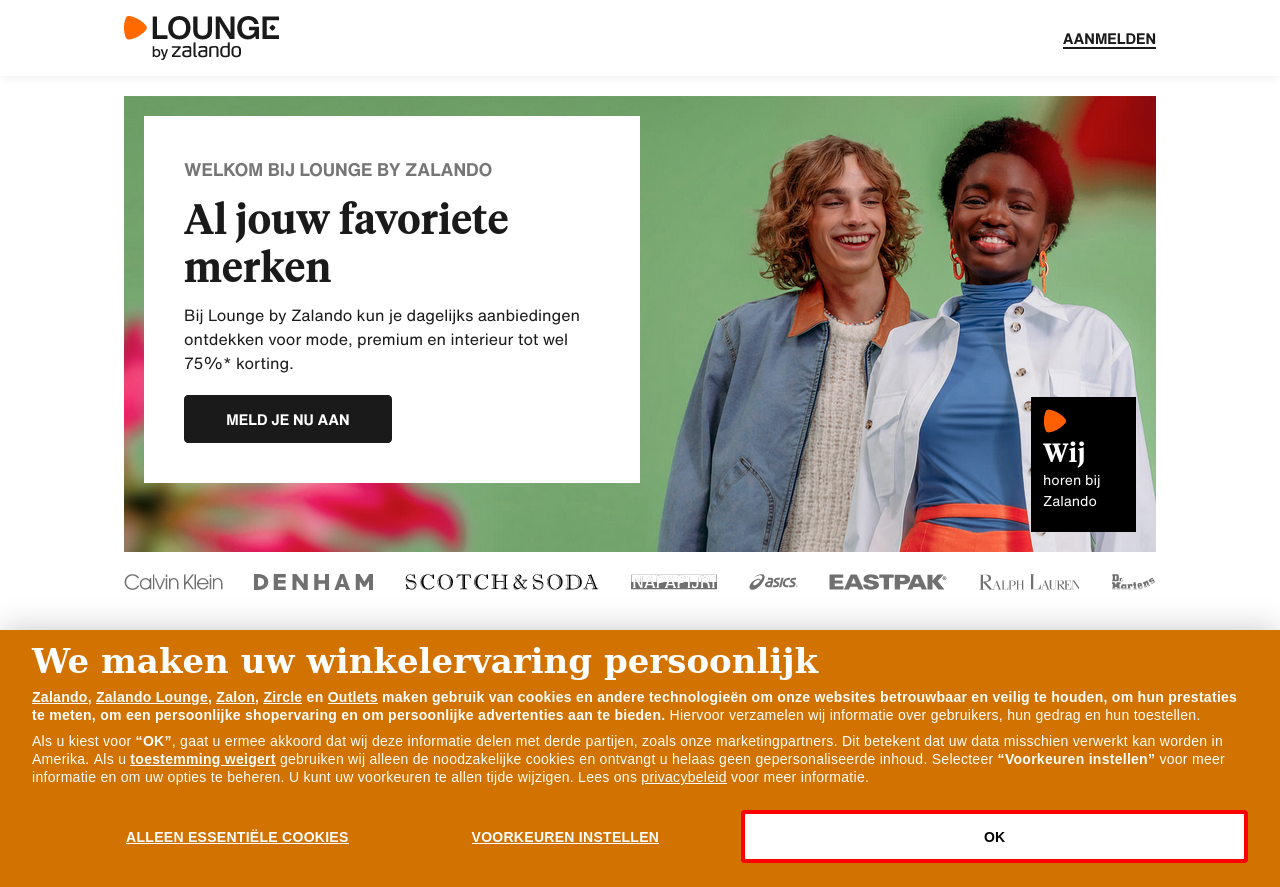 LOUNGE
by zalando
AANMELDEN
WELKOM BIJ LOUNGE BY ZALANDO
Al jouw favoriete
merken
Bij Lounge by Zalando kun je dagelijks aanbiedingen
ontdekken voor mode, premium en interieur tot wel
75%* korting.
MELD JE NU AAN
Wij
horen bij
Zalando
Calvin Klein DENHAM SCOTCH & SODA NAPAPIJRI asics EASTPAK® RALPH LAUREN Dr. Martens
We maken uw winkelervaring persoonlijk
Zalando, Zalando Lounge, Zalon, Zircle en Outlets maken gebruik van cookies en andere technologieën om onze websites betrouwbaar en veilig te houden, om hun prestaties
te meten, om een persoonlijke shopervaring en om persoonlijke advertenties aan te bieden. Hiervoor verzamelen wij informatie over gebruikers, hun gedrag en hun toestellen.
Als u kiest voor “OK”, gaat u ermee akkoord dat wij deze informatie delen met derde partijen, zoals onze marketingpartners. Dit betekent dat uw data misschien verwerkt kan worden in
Amerika. Als u toestemming weigert gebruiken wij alleen de noodzakelijke cookies en ontvangt u helaas geen gepersonaliseerde inhoud. Selecteer “Voorkeuren instellen” voor meer
informatie en om uw opties te beheren. U kunt uw voorkeuren te allen tijde wijzigen. Lees ons privacybeleid voor meer informatie.
ALLEEN ESSENTIËLE COOKIES
VOORKEUREN INSTELLEN
OK